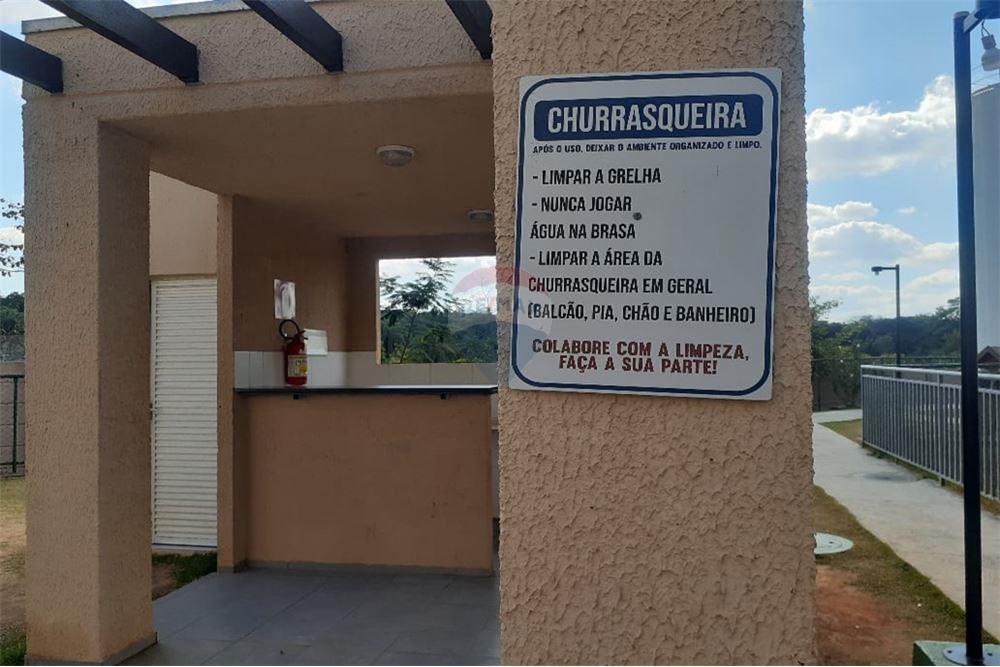 CHURRASQUEIRA
APÓS O USO, DEIXAR O AMBIENTE ORGANIZADO E LIMPO.
- LIMPAR A GRELHA
- NUNCA JOGAR
ÁGUA NA BRASA
- LIMPAR A ÁREA DA
CHURRASQUEIRA EM GERAL
(BALCÃO, PIA, CHÃO E BANHEIRO)
COLABORE COM A LIMPEZA,
FAÇA A SUA PARTE!